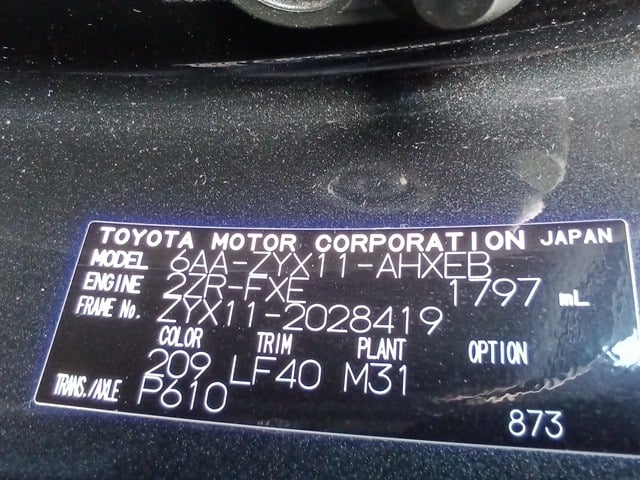 TOYOTA MOTOR CORPORATION JAPAN
MODEL 6AA-ZYX11-AHXEB
ENGINE 2ZR-FXE 1797 mL
FRAME No. ZYX11-2028419
COLOR TRIM PLANT OPTION
209 LF40 M31
TRANS./AXLE P610
873